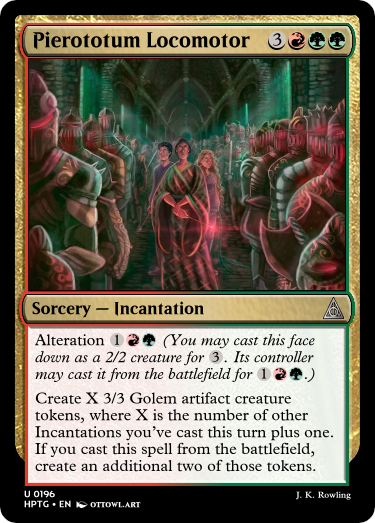 Pierototum Locomotor 3
Sorcery — Incantation
Alteration 1 (You may cast this face
down as a 2/2 creature for 3. Its controller
may cast it from the battlefield for 1 .)
Create X 3/3 Golem artifact creature
tokens, where X is the number of other
Incantations you've cast this turn plus one.
If you cast this spell from the battlefield,
create an additional two of those tokens.
U 0196
J. K. Rowling
HPTG • EN OTTOWL.ART